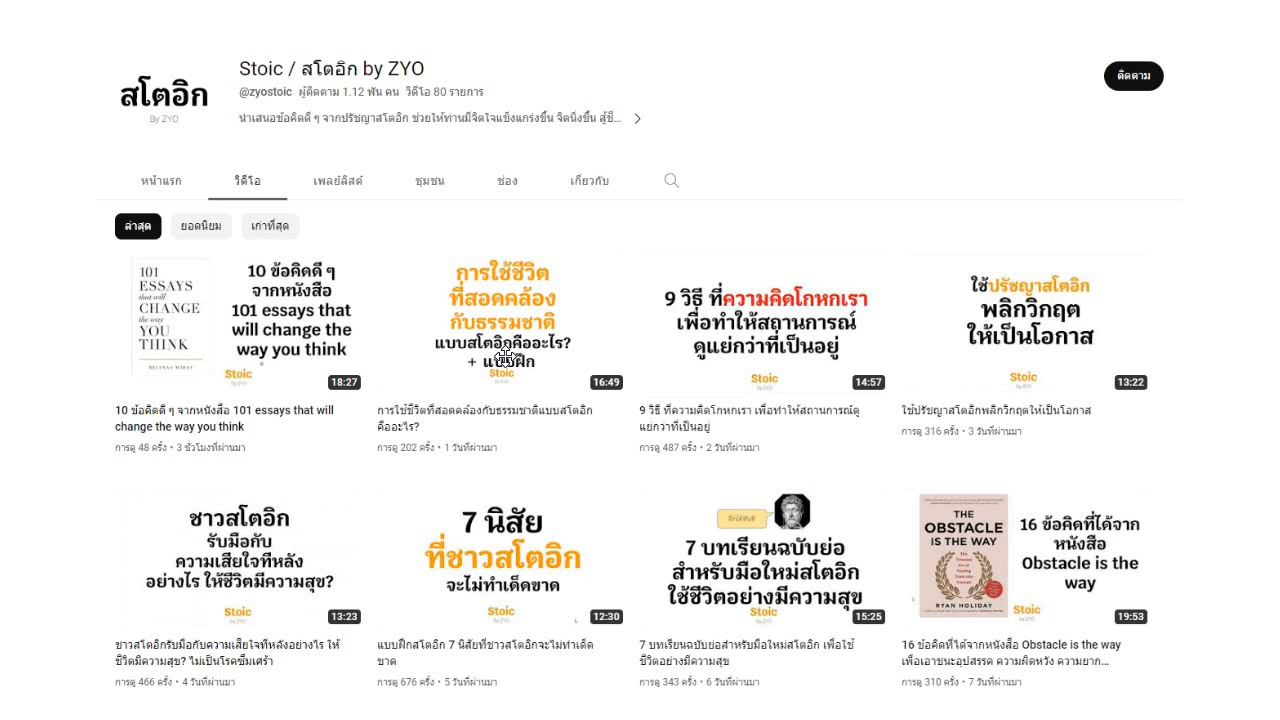 สโตอิก
By ZYO
Stoic / สโตอิก by ZYO
@zyostoic ผู้ติดตาม 1.12 พัน คน วิดีโอ 80 รายการ
นำเสนอข้อคิดดี ๆ จากปรัชญาสโตอิก ช่วยให้ท่านมีจิตใจแข็งแกร่งขึ้น จิตนิ่งขึ้น สู้ชี...
ติดตาม
หน้าแรก วิดีโอ เพลย์ลิสต์ ชุมชน ช่อง เกี่ยวกับ
ล่าสุด ยอดนิยม เก่าที่สุด
101
ESSAYS
that will
CHANGE
the way
YOU
THINK
BRIANNA WIEST
10 ข้อคิดดี ๆ
จากหนังสือ
101 essays that
will change the
way you think
Stoic
by ZYO
18:27
การใช้ชีวิต
ที่สอดคล้อง
กับธรรมชาติ
แบบสโตอิกคืออะไร?
+ แบบฝึก
Stoic
16:49
9 วิธี ที่ความคิดโกหกเรา
เพื่อทำให้สถานการณ์
ดูแย่กว่าที่เป็นอยู่
Stoic
by ZYO
14:57
ใช้ปรัชญาสโตอิก
พลิกวิกฤต
ให้เป็นโอกาส
Stoic
by ZYO
13:22
10 ข้อคิดดี ๆ จากหนังสือ 101 essays that will
change the way you think
การดู 48 ครั้ง • 3 ชั่วโมงที่ผ่านมา
การใช้ชีวิตที่สอดคล้องกับธรรมชาติแบบสโตอิก
คืออะไร?
การดู 202 ครั้ง • 1 วันที่ผ่านมา
9 วิธี ที่ความคิดโกหกเรา เพื่อทำให้สถานการณ์ดู
แย่กว่าที่เป็นอยู่
การดู 487 ครั้ง • 2 วันที่ผ่านมา
ใช้ปรัชญาสโตอิกพลิกวิกฤตให้เป็นโอกาส
การดู 316 ครั้ง • 3 วันที่ผ่านมา
ชาวสโตอิก
รับมือกับ
ความเสียใจทีหลัง
อย่างไร ให้ชีวิตมีความสุข?
Stoic
by ZYO
13:23
7 นิสัย
ที่ชาวสโตอิก
จะไม่ทำเด็ดขาด
Stoic
by ZYO
12:30
7 บทเรียนฉบับย่อ
สำหรับมือใหม่สโตอิก
ใช้ชีวิตอย่างมีความสุข
Stoic
by ZYO
15:25
THE
OBSTACLE
IS THE WAY
RYAN HOLIDAY
16 ข้อคิดที่ได้จาก
หนังสือ
Obstacle is the
way
Stoic
by ZYO
19:53
ชาวสโตอิกรับมือกับความเสียใจทีหลังอย่างไร ให้
ชีวิตมีความสุข? ไม่เป็นโรคซึมเศร้า
การดู 466 ครั้ง • 4 วันที่ผ่านมา
แบบฝึกสโตอิก 7 นิสัยที่ชาวสโตอิกจะไม่ทำเด็ด
ขาด
การดู 676 ครั้ง • 5 วันที่ผ่านมา
7 บทเรียนฉบับย่อสำหรับมือใหม่สโตอิก เพื่อใช้
ชีวิตอย่างมีความสุข
การดู 343 ครั้ง • 6 วันที่ผ่านมา
16 ข้อคิดที่ได้จากหนังสือ Obstacle is the way
เพื่อเอาชนะอุปสรรค ความผิดหวัง ความยาก...
การดู 310 ครั้ง • 7 วันที่ผ่านมา